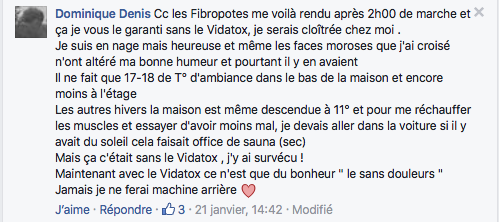 Dominique Denis Cc les Fibropotes me voilà rendu après 2h00 de marche et
ça je vous le garanti sans le Vidatox, je serais cloîtrée chez moi .
Je suis en nage mais heureuse et même les faces moroses que j'ai croisé
n'ont altéré ma bonne humeur et pourtant il y en avaient
Il ne fait que 17-18 de T° d'ambiance dans le bas de la maison et encore
moins à l'étage
Les autres hivers la maison est même descendue à 11° et pour me réchauffer
les muscles et essayer d'avoir moins mal, je devais aller dans la voiture si il y
avait du soleil cela faisait office de sauna (sec)
Mais ça c'était sans le Vidatox , j'y ai survécu !
Maintenant avec le Vidatox ce n'est que du bonheur " le sans douleurs "
Jamais je ne ferai machine arrière ❤
J'aime · Répondre · 3 · 21 janvier, 14:42 · Modifié